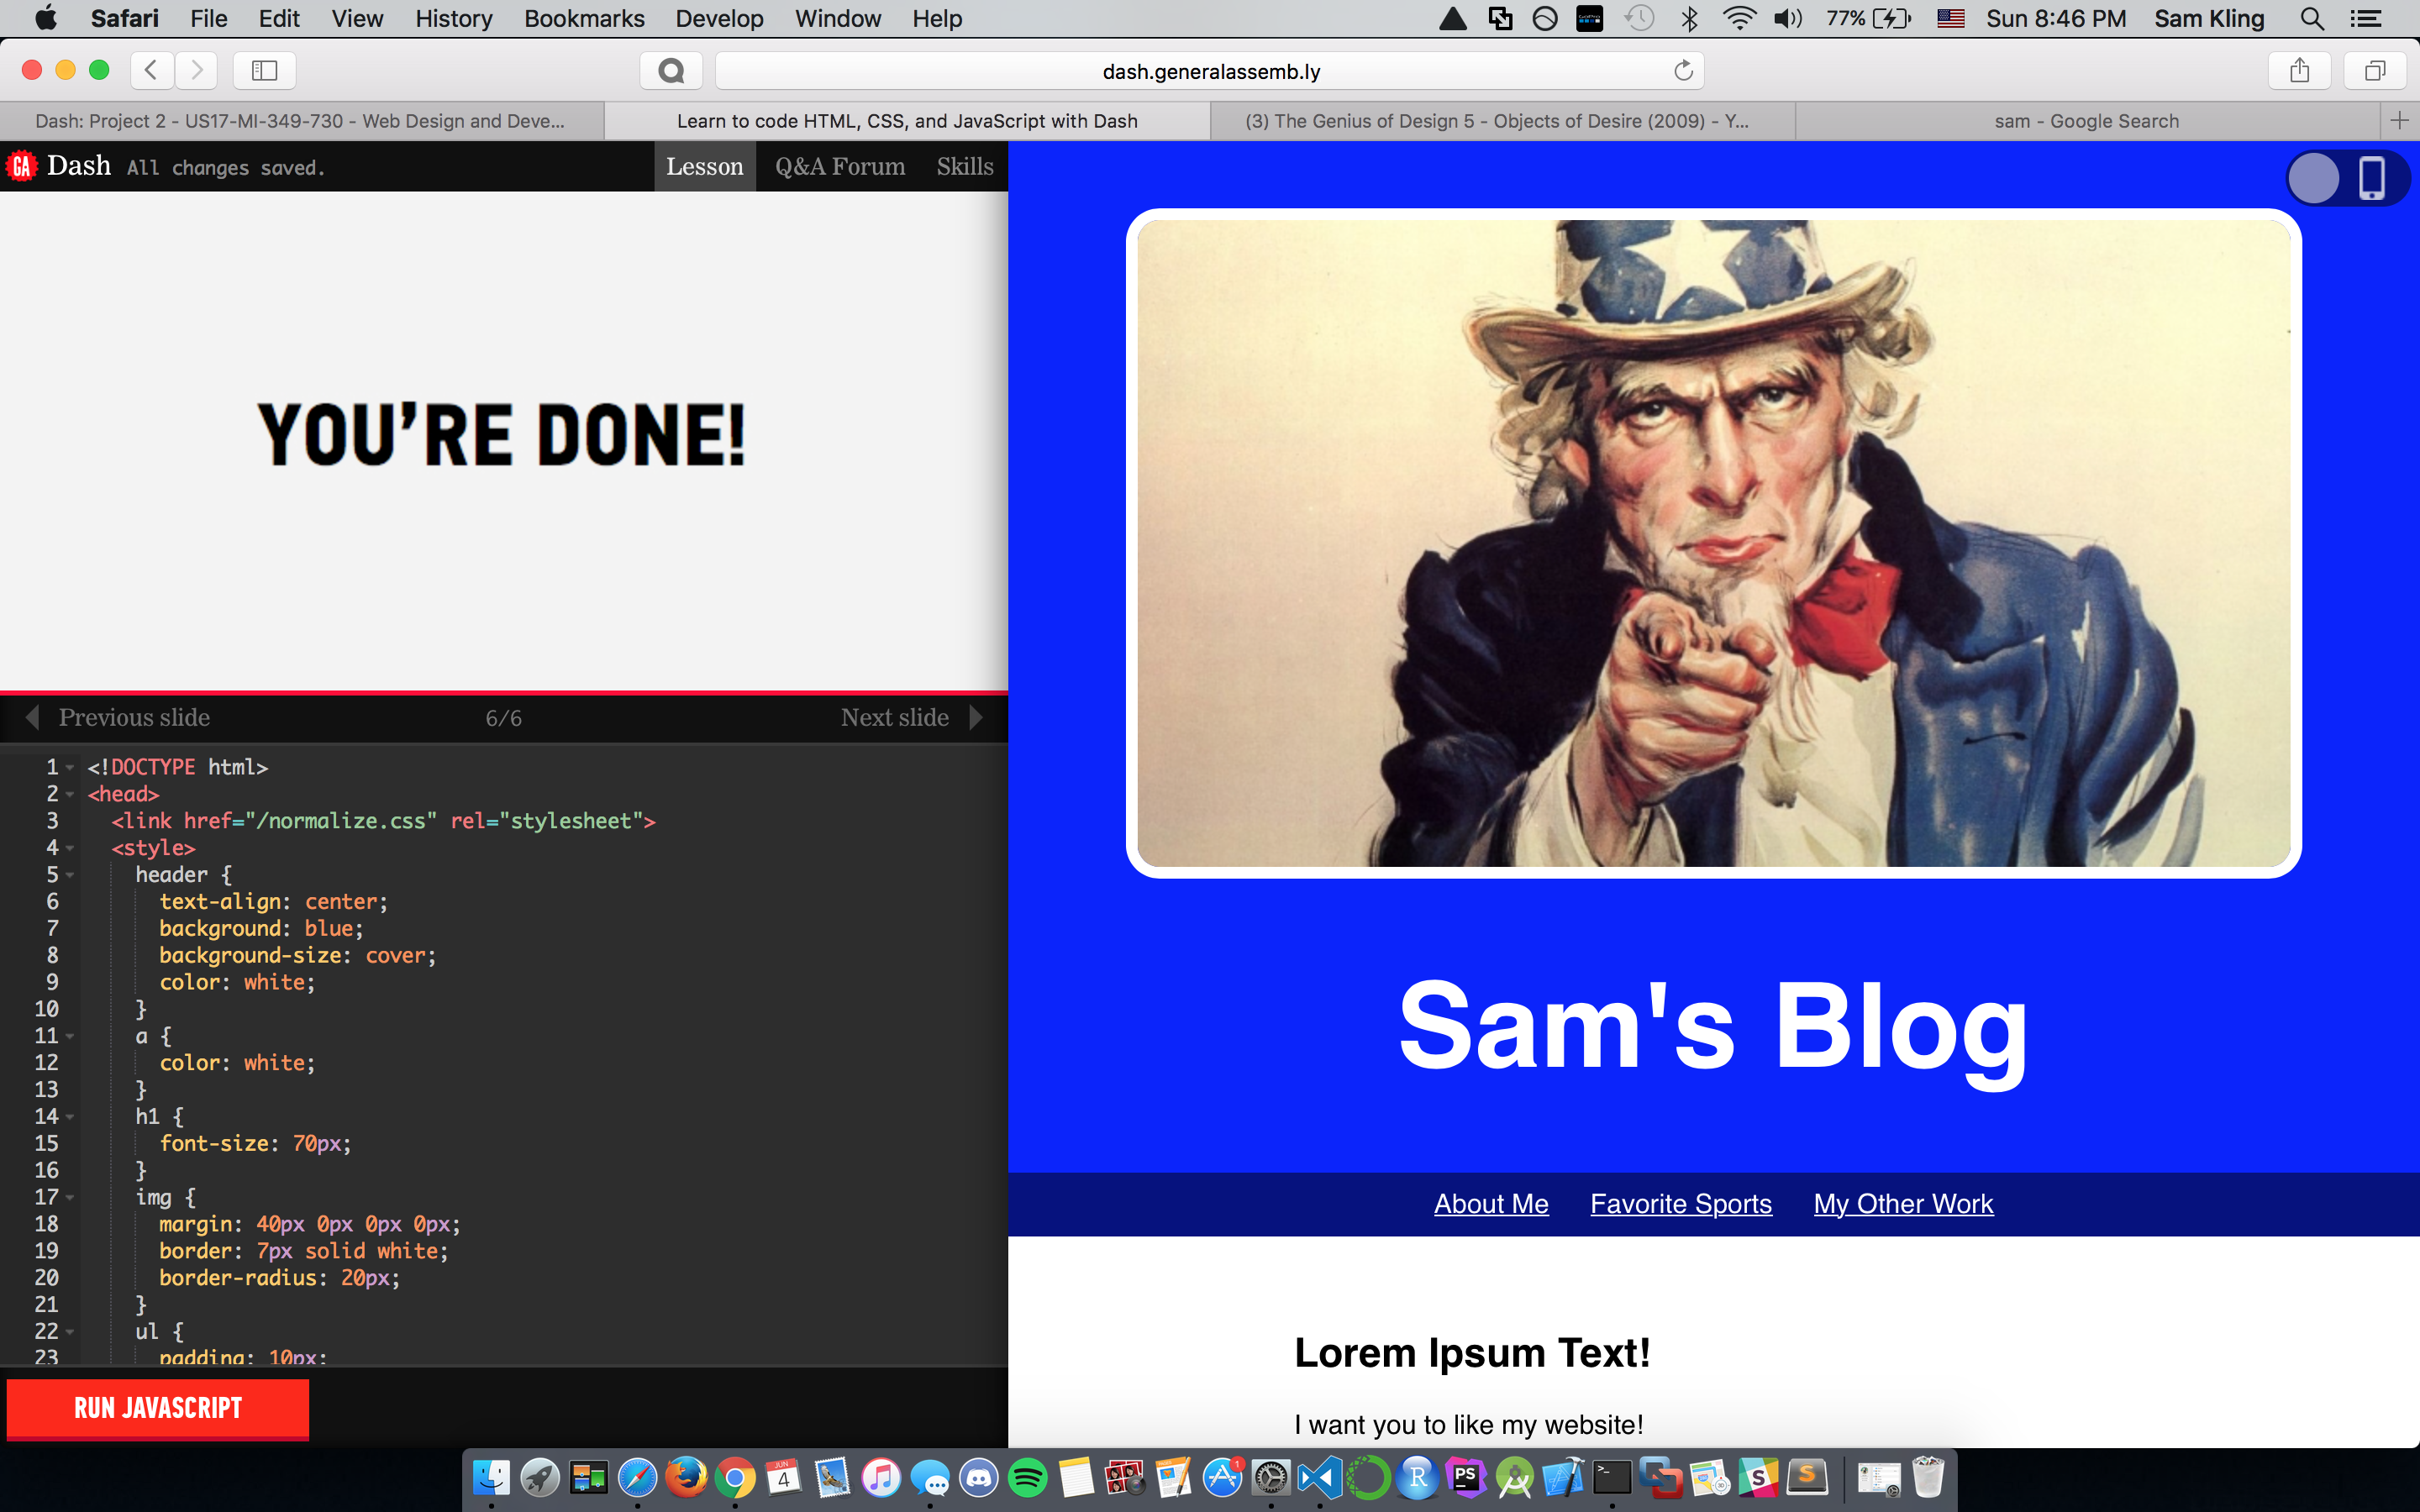 Safari File Edit View History Bookmarks Develop Window Help 77% Sun 8:46 PM Sam Kling
dash.generalassemb.ly
Dash: Project 2 - US17-MI-349-730 - Web Design and Deve... Learn to code HTML, CSS, and JavaScript with Dash (3) The Genius of Design 5 - Objects of Desire (2009) - Y... sam - Google Search
GA Dash All changes saved. Lesson Q&A Forum Skills
YOU'RE DONE!
Previous slide 6/6 Next slide
1 <!DOCTYPE html>
2 <head>
3 <link href="/normalize.css" rel="stylesheet">
4 <style>
5 header {
6 text-align: center;
7 background: blue;
8 background-size: cover;
9 color: white;
10 }
11 a {
12 color: white;
13 }
14 h1 {
15 font-size: 70px;
16 }
17 img {
18 margin: 40px 0px 0px 0px;
19 border: 7px solid white;
20 border-radius: 20px;
21 }
22 ul {
23 padding: 10px;
RUN JAVASCRIPT
Sam's Blog
About Me Favorite Sports My Other Work
Lorem Ipsum Text!
I want you to like my website!
JUN
4
1
R
PS
S
S